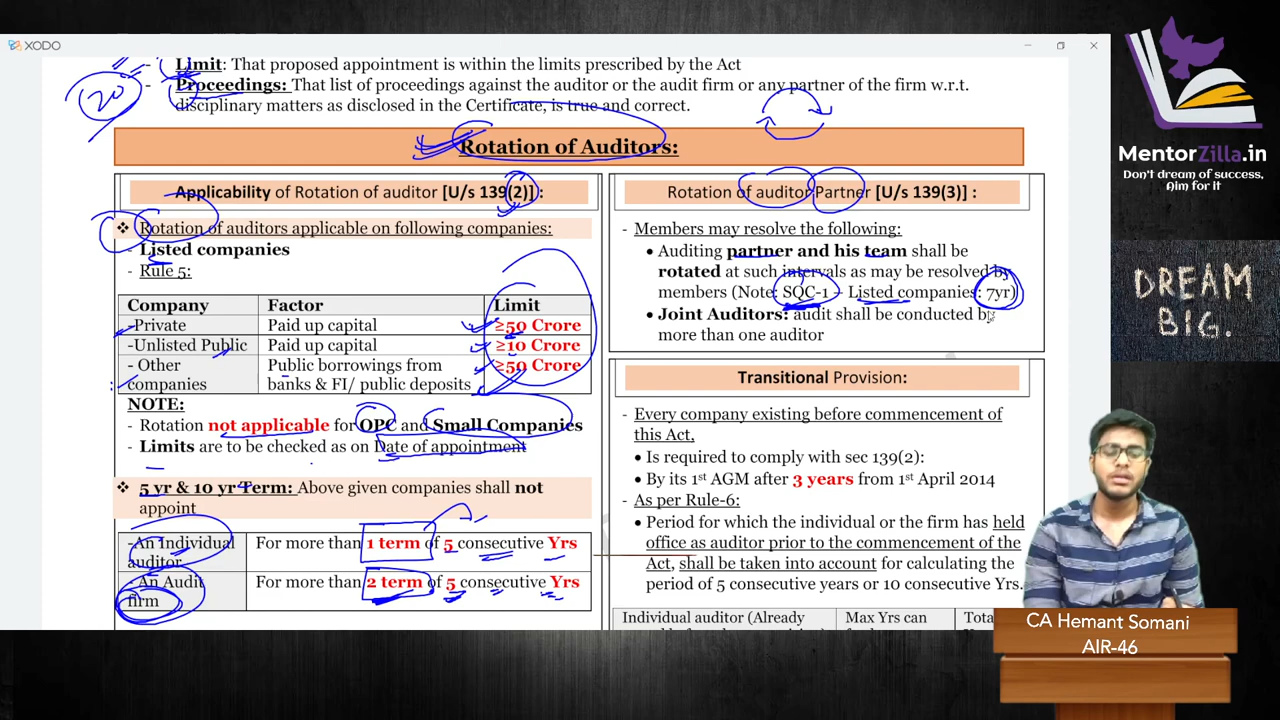 XODO
20
- Limit: That proposed appointment is within the limits prescribed by the Act
- Proceedings: That list of proceedings against the auditor or the audit firm or any partner of the firm w.r.t.
disciplinary matters as disclosed in the Certificate, is true and correct.
Rotation of Auditors:
Applicability of Rotation of auditor [U/s 139(2)] :
❖ Rotation of auditors applicable on following companies:
- Listed companies
- Rule 5:
Company Factor Limit
-Private Paid up capital ≥50 Crore
-Unlisted Public Paid up capital ≥10 Crore
- Other Public borrowings from ≥50 Crore
companies banks & FI/ public deposits
NOTE:
- Rotation not applicable for OPC and Small Companies
- Limits are to be checked as on Date of appointment
❖ 5 yr & 10 yr Term: Above given companies shall not
appoint
-An Individual For more than 1 term of 5 consecutive Yrs
auditor
- An Audit For more than 2 term of 5 consecutive Yrs
firm
Rotation of auditor Partner [U/s 139(3)] :
- Members may resolve the following:
• Auditing partner and his team shall be
rotated at such intervals as may be resolved by
members (Note: SQC-1 – Listed companies: 7yr)
• Joint Auditors: audit shall be conducted by
more than one auditor
Transitional Provision:
- Every company existing before commencement of
this Act,
• Is required to comply with sec 139(2):
• By its 1st AGM after 3 years from 1st April 2014
- As per Rule-6:
• Period for which the individual or the firm has held
office as auditor prior to the commencement of the
Act, shall be taken into account for calculating the
period of 5 consecutive years or 10 consecutive Yrs.
Individual auditor (Already Max Yrs can Total
MentorZilla.in
Don't dream of success,
Aim for it
DREAM
BIG.
CA Hemant Somani
AIR-46